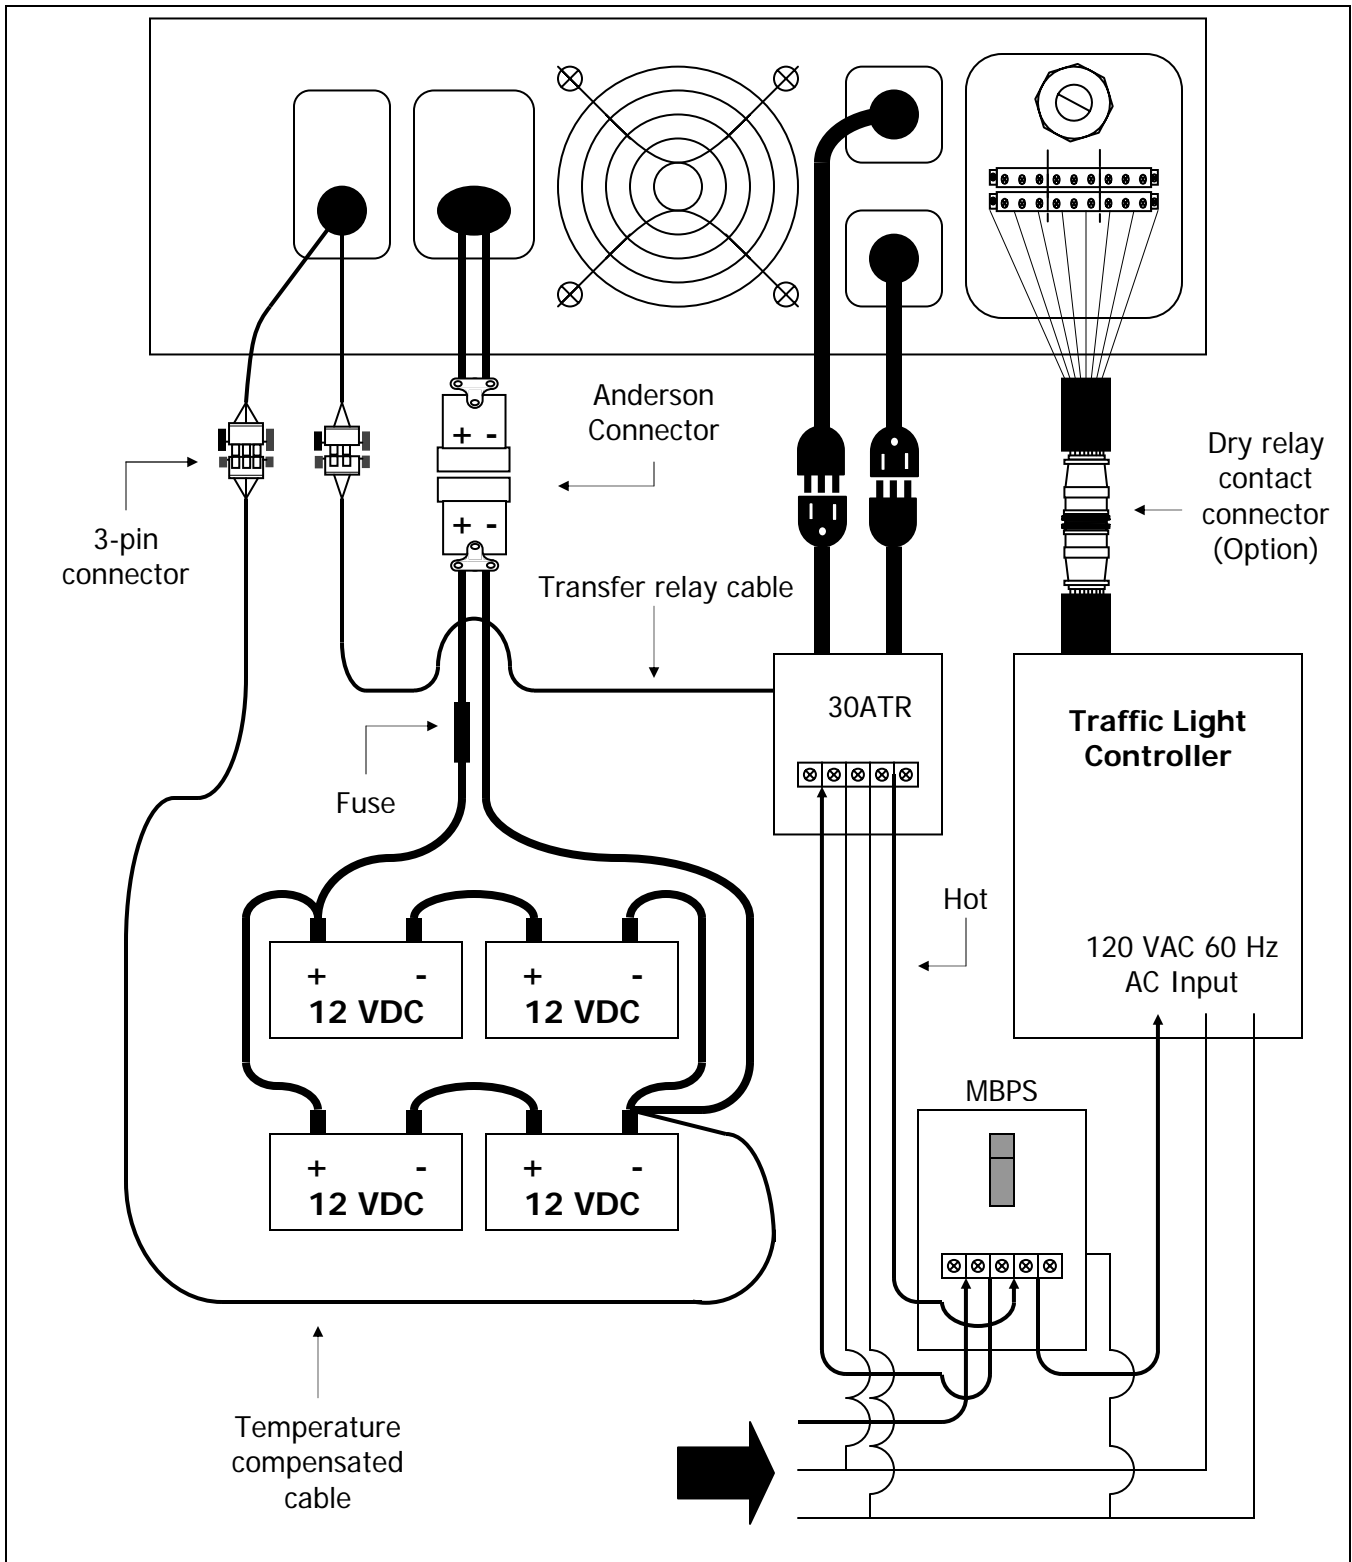 Anderson
Connector
+ -
+ -
3-pin
connector
Dry relay
contact
connector
(Option)
Transfer relay cable
30ATR
Traffic Light
Controller
Fuse
Hot
120 VAC 60 Hz
AC Input
+ -
12 VDC
+ -
12 VDC
MBPS
+ -
12 VDC
+ -
12 VDC
Temperature
compensated
cable